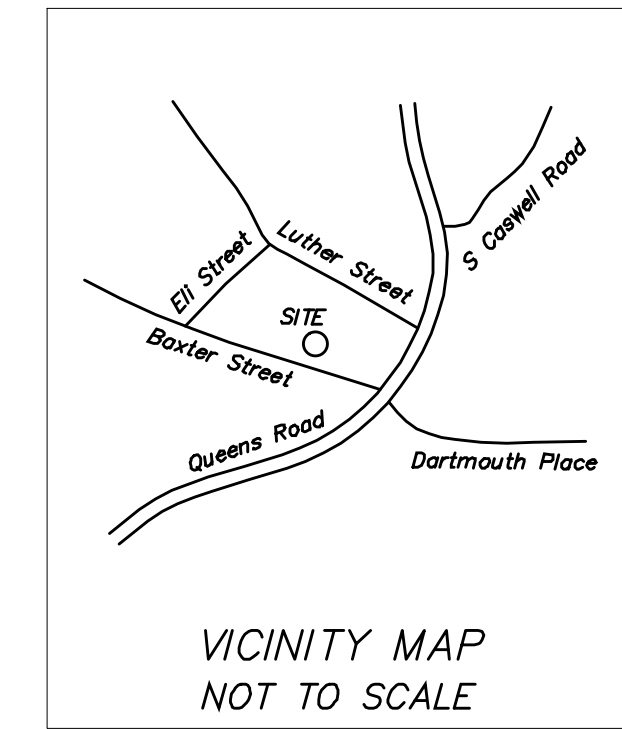 S Caswell Road
Luther Street
Eli Street
SITE
Baxter Street
Queens Road
Dartmouth Place
VICINITY MAP
NOT TO SCALE